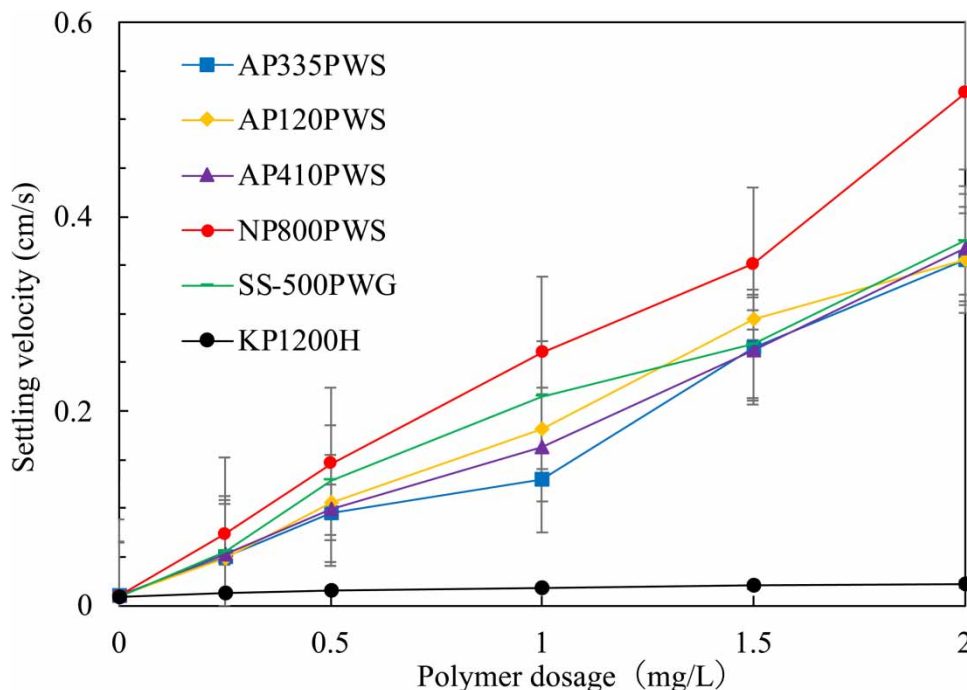 0.6
AP335PWS
AP120PWS
AP410PWS
NP800PWS
SS-500PWG
KP1200H
0.4
0.2
0
Settling velocity (cm/s)
0 0.5 1 1.5 2
Polymer dosage （mg/L）